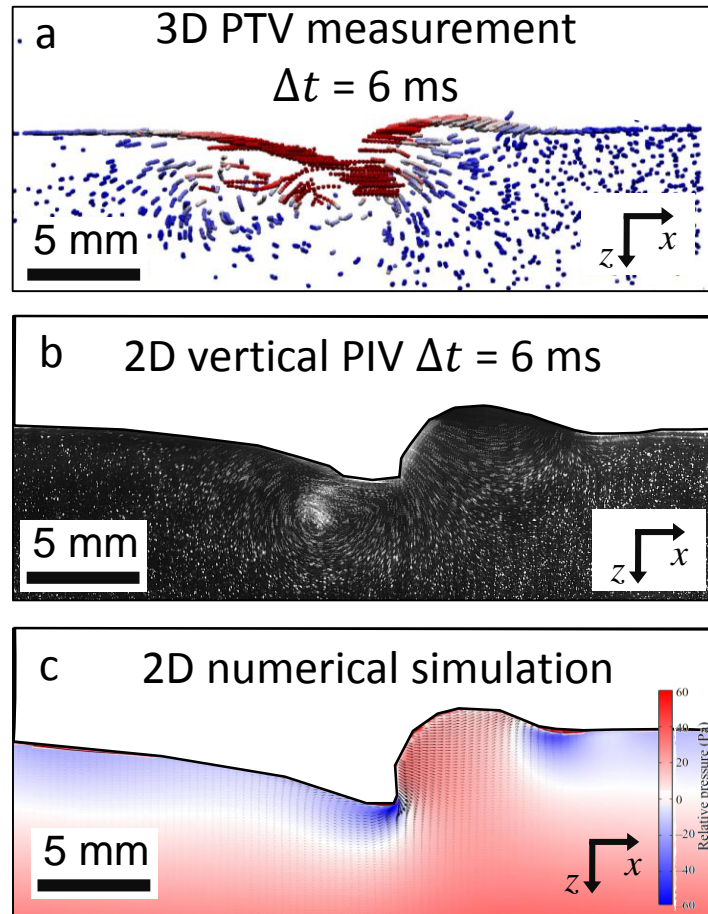 a
3D PTV measurement
Δt = 6 ms
5 mm
x
z
b
2D vertical PIV Δt = 6 ms
5 mm
x
z
c
2D numerical simulation
60
40
20
0
−20
−40
−60
Relative pressure (Pa)
5 mm
x
z